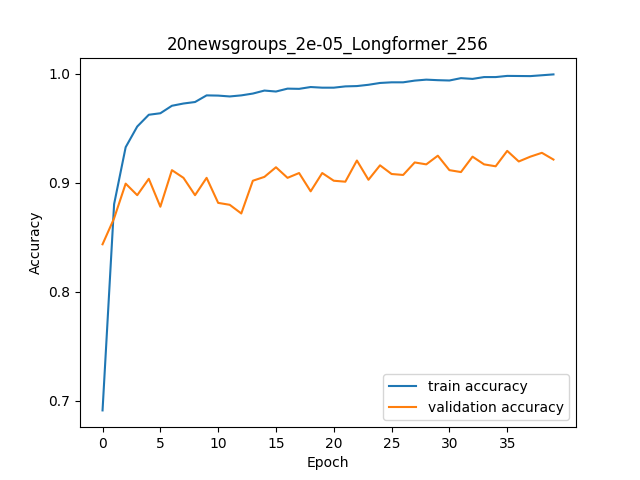 20newsgroups_2e-05_Longformer_256
1.0
0.9
0.8
0.7
Accuracy
0 5 10 15 20 25 30 35
Epoch
train accuracy
validation accuracy